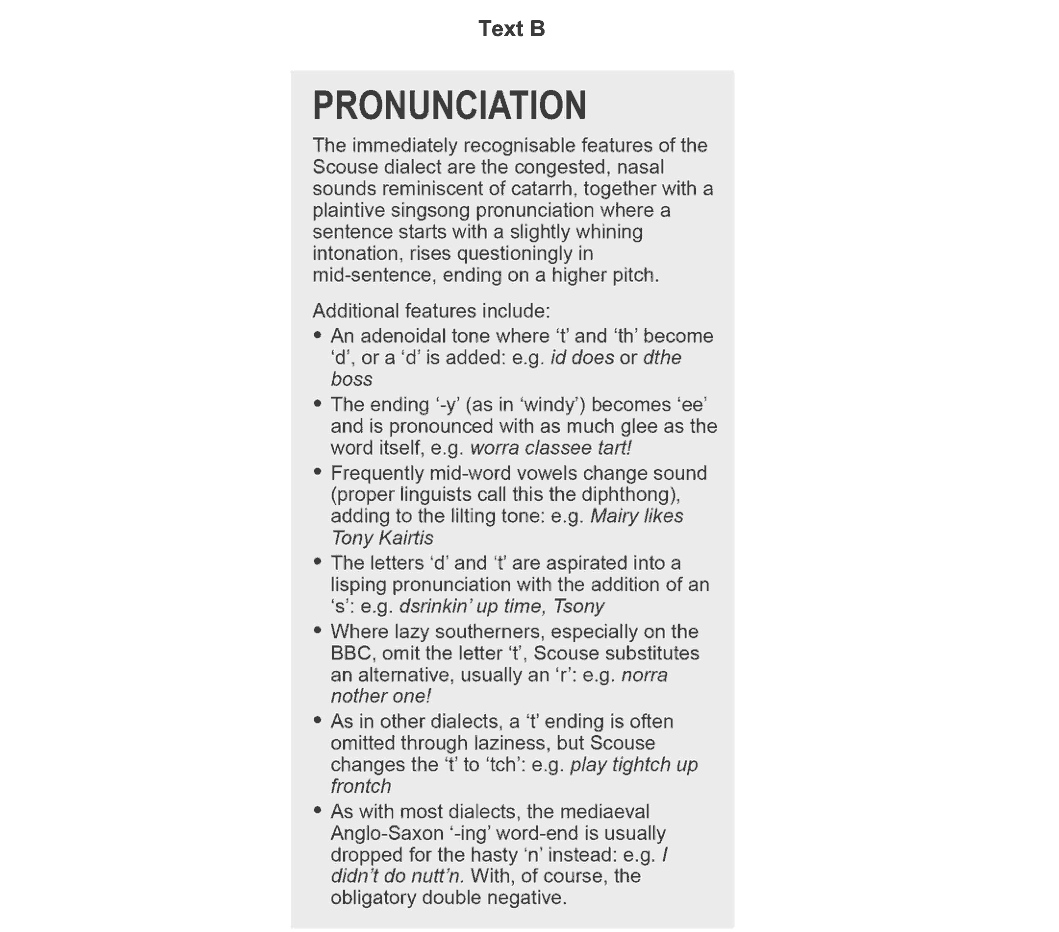 Text B
PRONUNCIATION
The immediately recognisable features of the
Scouse dialect are the congested, nasal
sounds reminiscent of catarrh, together with a
plaintive singsong pronunciation where a
sentence starts with a slightly whining
intonation, rises questioningly in
mid-sentence, ending on a higher pitch.
Additional features include:
• An adenoidal tone where ‘t’ and ‘th’ become
‘d’, or a ‘d’ is added: e.g. id does or dthe
boss
• The ending ‘-y’ (as in ‘windy’) becomes ‘ee’
and is pronounced with as much glee as the
word itself, e.g. worra classee tart!
• Frequently mid-word vowels change sound
(proper linguists call this the diphthong),
adding to the lilting tone: e.g. Mairy likes
Tony Kairtis
• The letters ‘d’ and ‘t’ are aspirated into a
lisping pronunciation with the addition of an
‘s’: e.g. dsrinkin’ up time, Tsony
• Where lazy southerners, especially on the
BBC, omit the letter ‘t’, Scouse substitutes
an alternative, usually an ‘r’: e.g. norra
nother one!
• As in other dialects, a ‘t’ ending is often
omitted through laziness, but Scouse
changes the ‘t’ to ‘tch’: e.g. play tightch up
frontch
• As with most dialects, the mediaeval
Anglo-Saxon ‘-ing’ word-end is usually
dropped for the hasty ‘n’ instead: e.g. I
didn’t do nutt’n. With, of course, the
obligatory double negative.